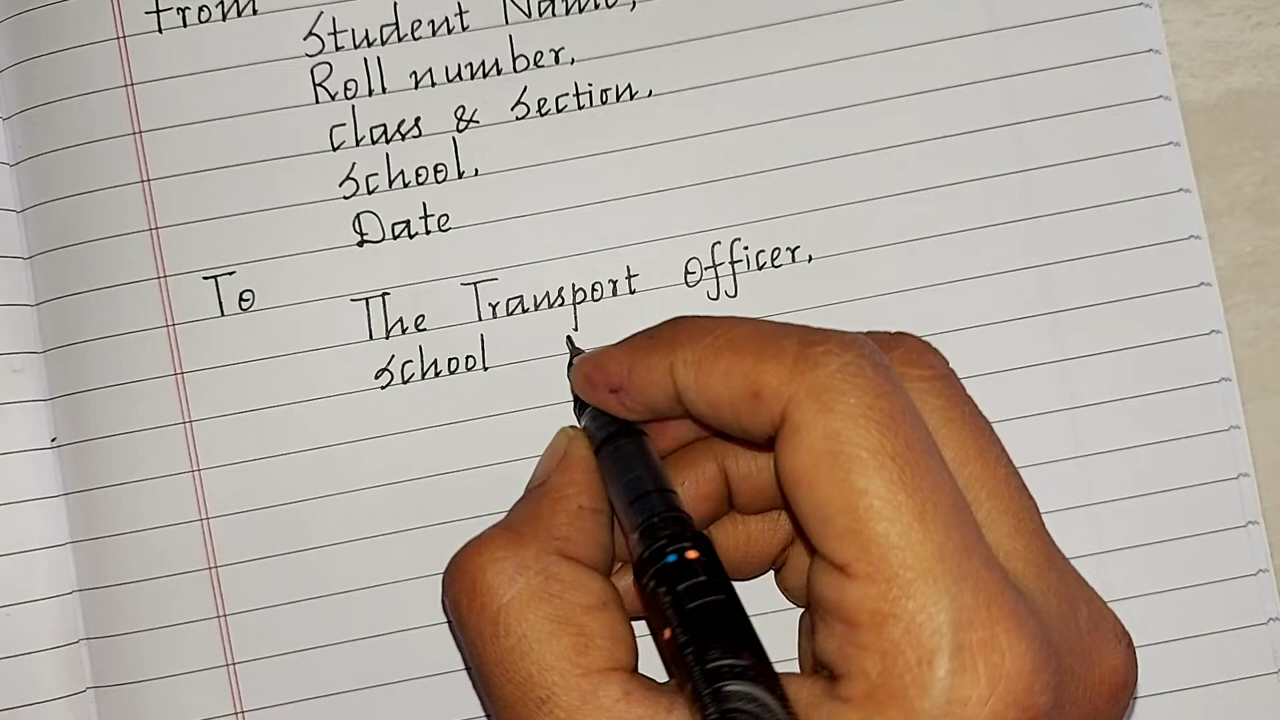 From
Student Name,
Roll number.
class & section.
school.
Date
To
The Transport Officer,
school